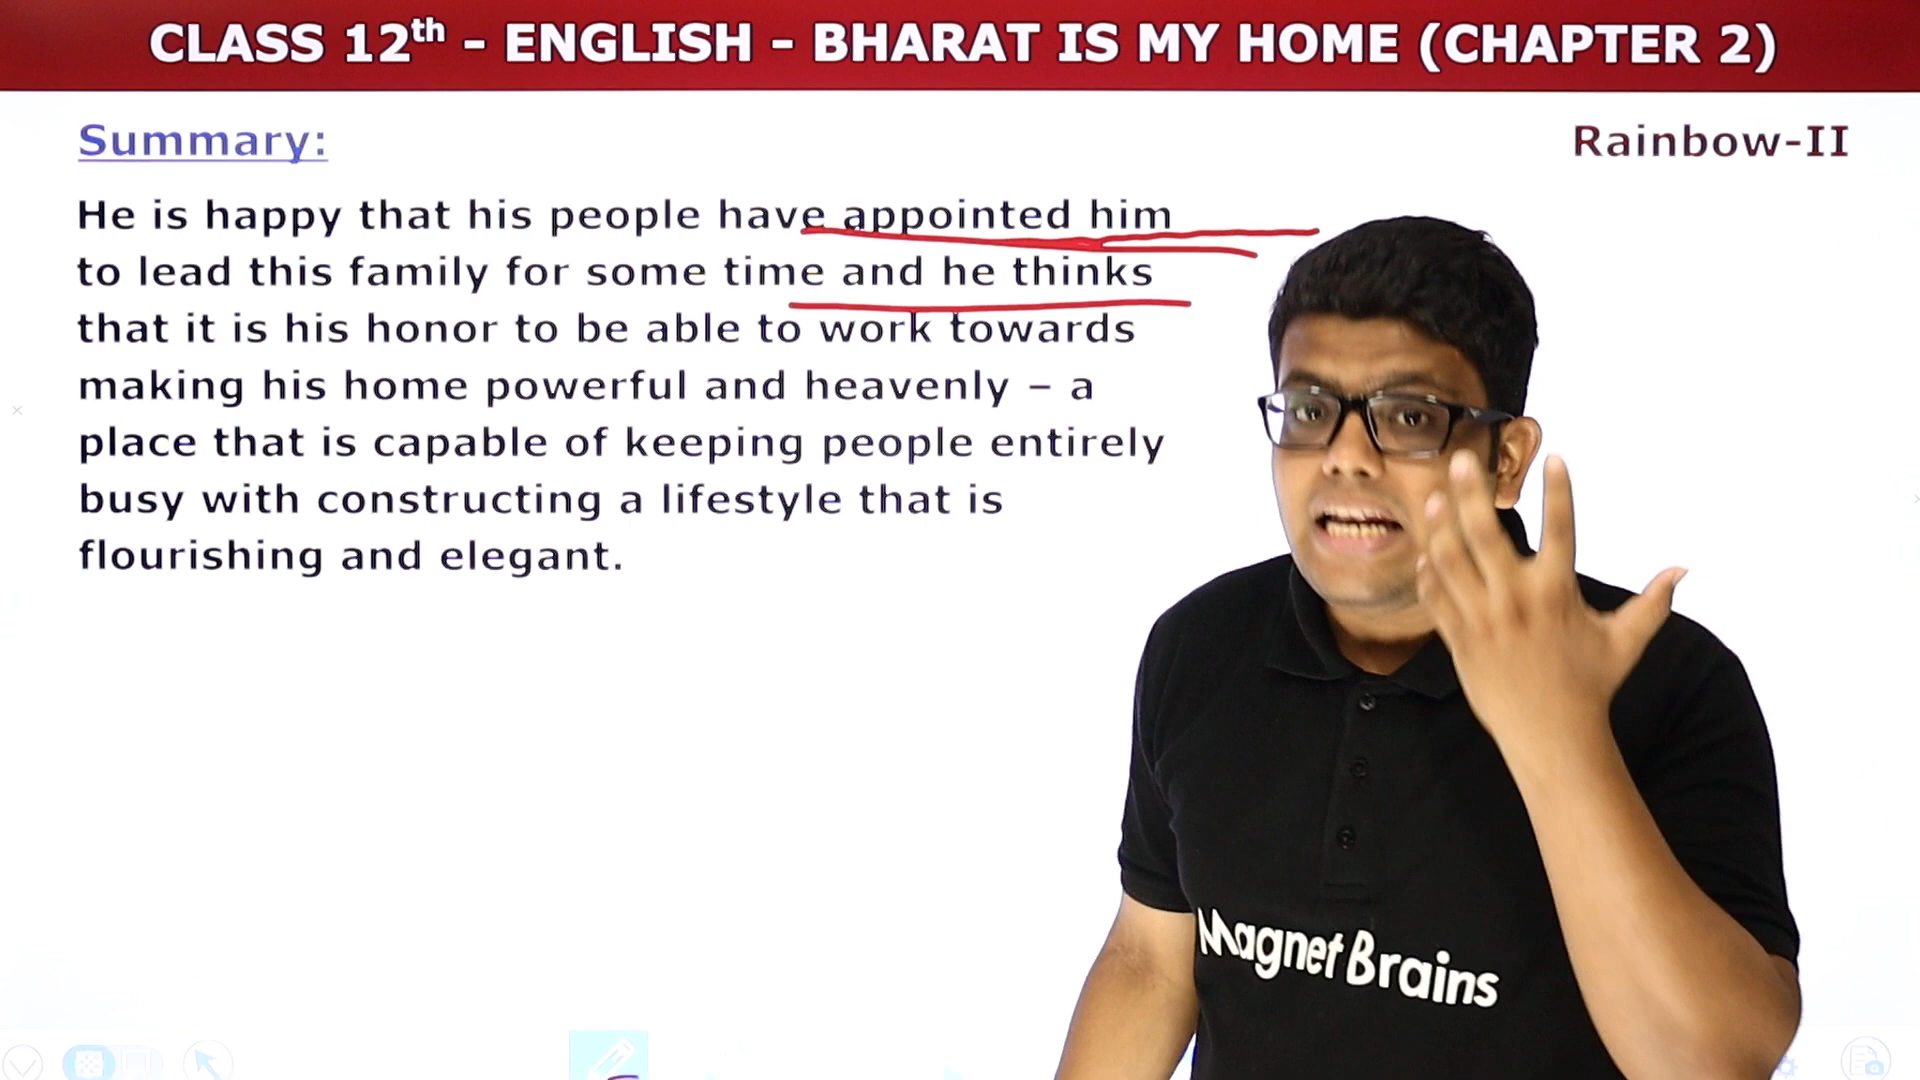 CLASS 12th - ENGLISH - BHARAT IS MY HOME (CHAPTER 2)
Summary:
Rainbow-II
He is happy that his people have appointed him
to lead this family for some time and he thinks
that it is his honor to be able to work towards
making his home powerful and heavenly – a
place that is capable of keeping people entirely
busy with constructing a lifestyle that is
flourishing and elegant.
Magnet Brains